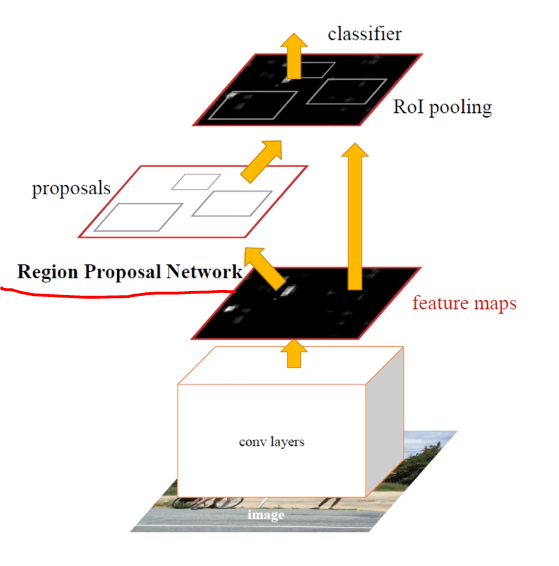 classifier
RoI pooling
proposals
Region Proposal Network
feature maps
conv layers
image